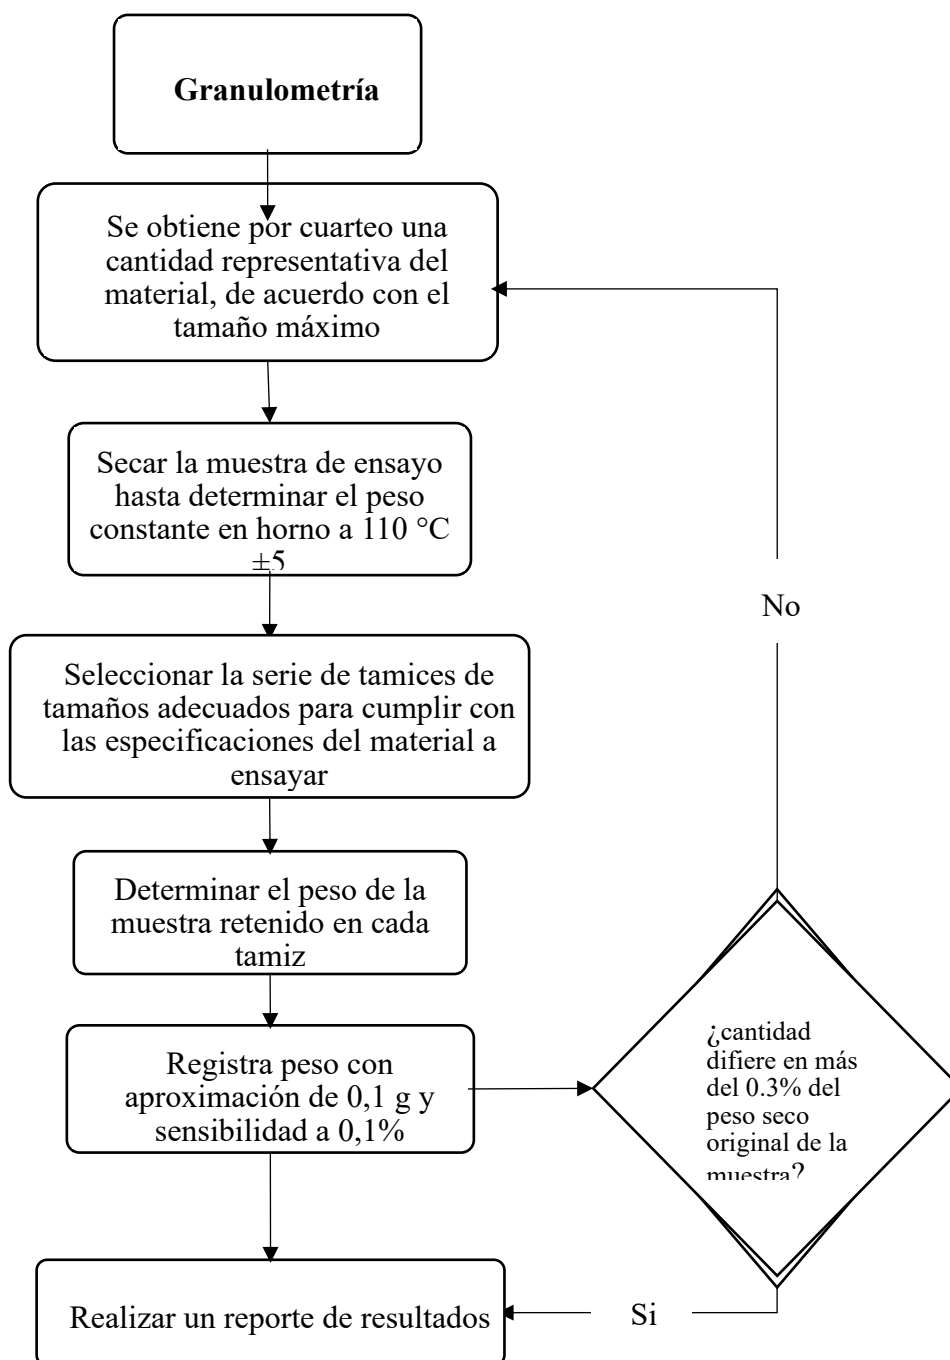 Granulometría
Se obtiene por cuarteo una
cantidad representativa del
material, de acuerdo con el
tamaño máximo
Secar la muestra de ensayo
hasta determinar el peso
constante en horno a 110 °C
±5
Seleccionar la serie de tamices de
tamaños adecuados para cumplir con
las especificaciones del material a
ensayar
Determinar el peso de la
muestra retenido en cada
tamiz
Registra peso con
aproximación de 0,1 g y
sensibilidad a 0,1%
¿cantidad
difiere en más
del 0.3% del
peso seco
original de la
muestra?
No
Si
Realizar un reporte de resultados